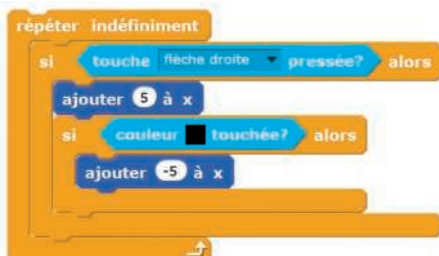 répéter indéfiniment
si touche flèche droite pressée? alors
ajouter 5 à x
si couleur touchée? alors
ajouter -5 à x